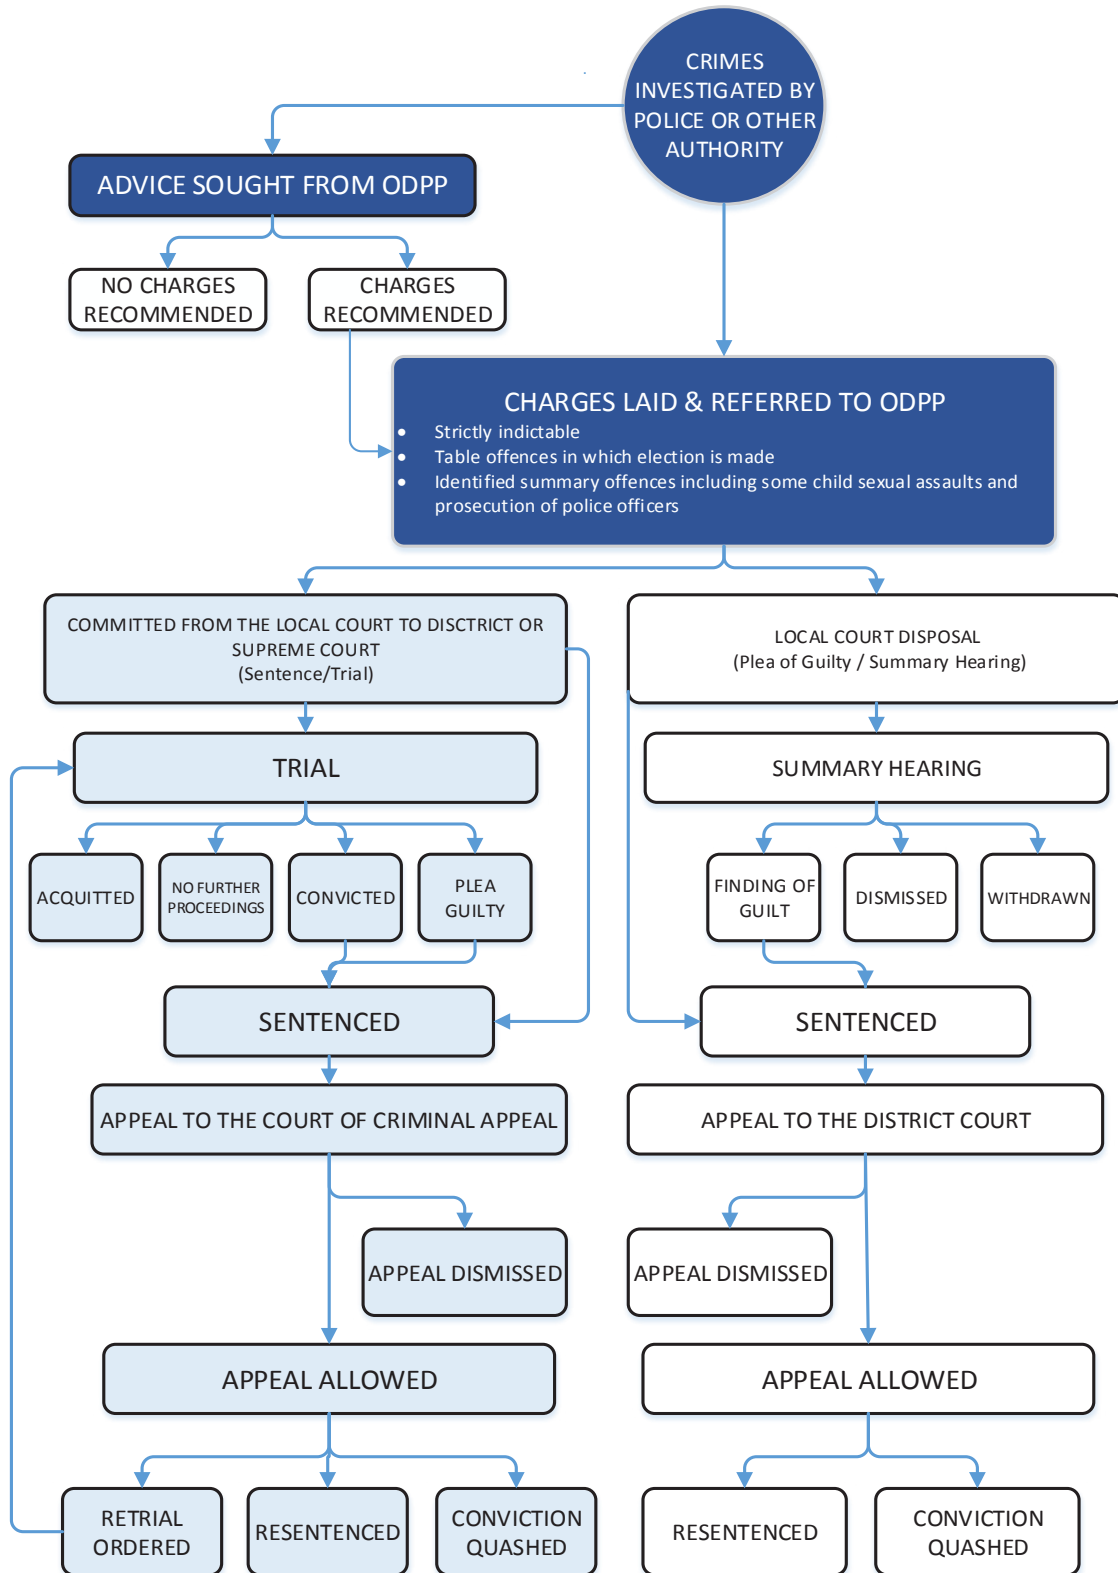 CRIMES
INVESTIGATED BY
POLICE OR OTHER
AUTHORITY
ADVICE SOUGHT FROM ODPP
NO CHARGES
RECOMMENDED
CHARGES
RECOMMENDED
CHARGES LAID & REFERRED TO ODPP
• Strictly indictable
• Table offences in which election is made
• Identified summary offences including some child sexual assaults and
prosecution of police officers
COMMITTED FROM THE LOCAL COURT TO DISCTRICT OR
SUPREME COURT
(Sentence/Trial)
LOCAL COURT DISPOSAL
(Plea of Guilty / Summary Hearing)
TRIAL
SUMMARY HEARING
ACQUITTED
NO FURTHER
PROCEEDINGS
CONVICTED
PLEA
GUILTY
FINDING OF
GUILT
DISMISSED
WITHDRAWN
SENTENCED
SENTENCED
APPEAL TO THE COURT OF CRIMINAL APPEAL
APPEAL TO THE DISTRICT COURT
APPEAL DISMISSED
APPEAL DISMISSED
APPEAL ALLOWED
APPEAL ALLOWED
RETRIAL
ORDERED
RESENTENCED
CONVICTION
QUASHED
RESENTENCED
CONVICTION
QUASHED